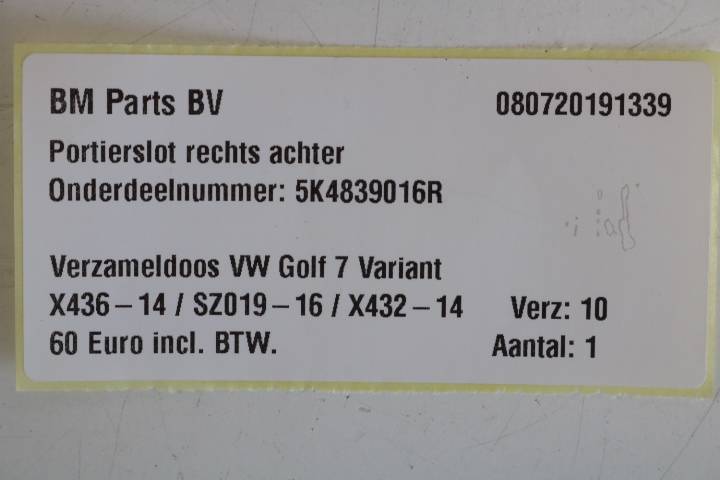 BM Parts BV 080720191339
Portierslot rechts achter
Onderdeelnummer: 5K4839016R
Verzameldoos VW Golf 7 Variant
X436-14 / SZ019-16 / X432-14 Verz: 10
60 Euro incl. BTW. Aantal: 1